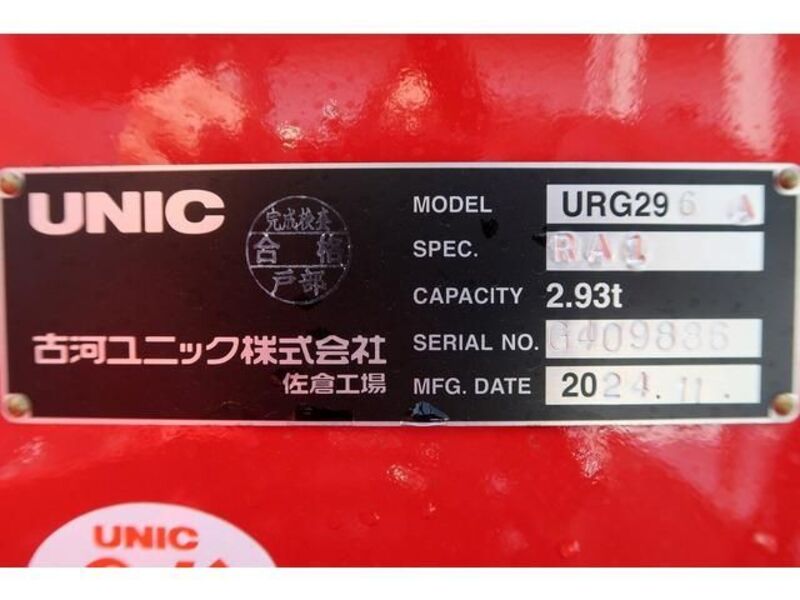 UNIC
完成検査
合格
戸部
古河ユニック株式会社
佐倉工場
MODEL URG296 A
SPEC. RA1
CAPACITY 2.93t
SERIAL NO. G409886
MFG. DATE 2024.11.
UNIC